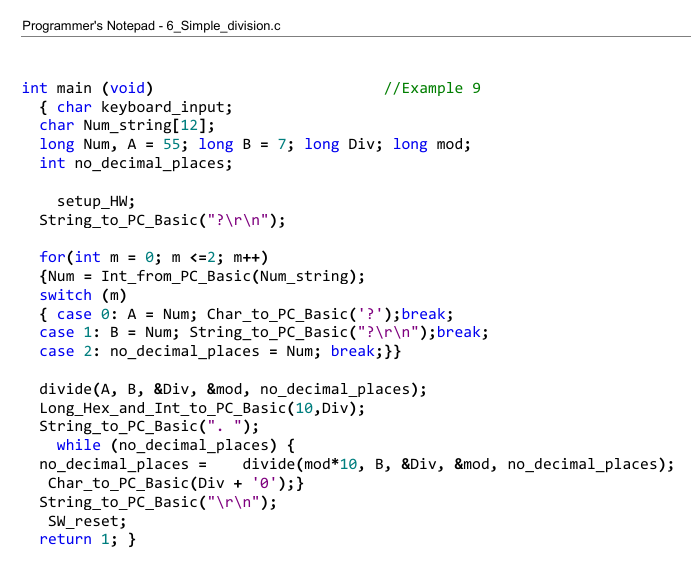 Programmer's Notepad - 6_Simple_division.c
int main (void) //Example 9
{ char keyboard_input;
char Num_string[12];
long Num, A = 55; long B = 7; long Div; long mod;
int no_decimal_places;
setup_HW;
String_to_PC_Basic("?\r\n");
for(int m = 0; m <=2; m++)
{Num = Int_from_PC_Basic(Num_string);
switch (m)
{ case 0: A = Num; Char_to_PC_Basic('?');break;
case 1: B = Num; String_to_PC_Basic("?\r\n");break;
case 2: no_decimal_places = Num; break;}}
divide(A, B, &Div, &mod, no_decimal_places);
Long_Hex_and_Int_to_PC_Basic(10,Div);
String_to_PC_Basic(". ");
while (no_decimal_places) {
no_decimal_places = divide(mod*10, B, &Div, &mod, no_decimal_places);
Char_to_PC_Basic(Div + '0');}
String_to_PC_Basic("\r\n");
SW_reset;
return 1; }